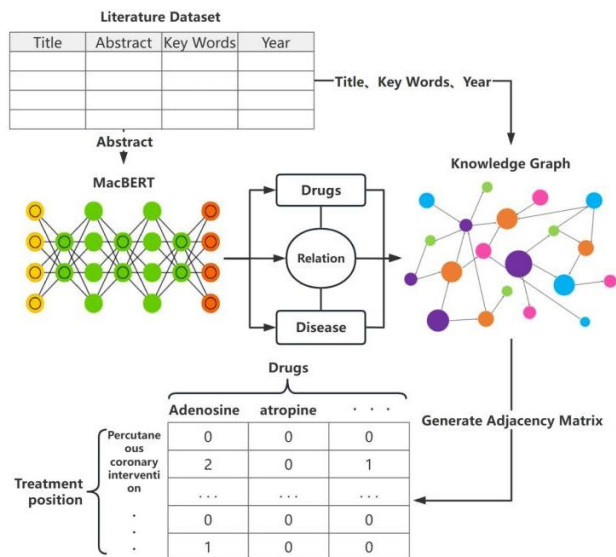 Literature Dataset
Title Abstract Key Words Year
Title、Key Words、Year
Abstract
MacBERT
Knowledge Graph
Drugs
Relation
Disease
Drugs
Adenosine atropine · · ·
Generate Adjacency Matrix
Percutane
ous
coronary
interventi
on
Treatment
position
·
·
·
0 0 0
2 0 1
... ... ...
0 0 0
1 0 0